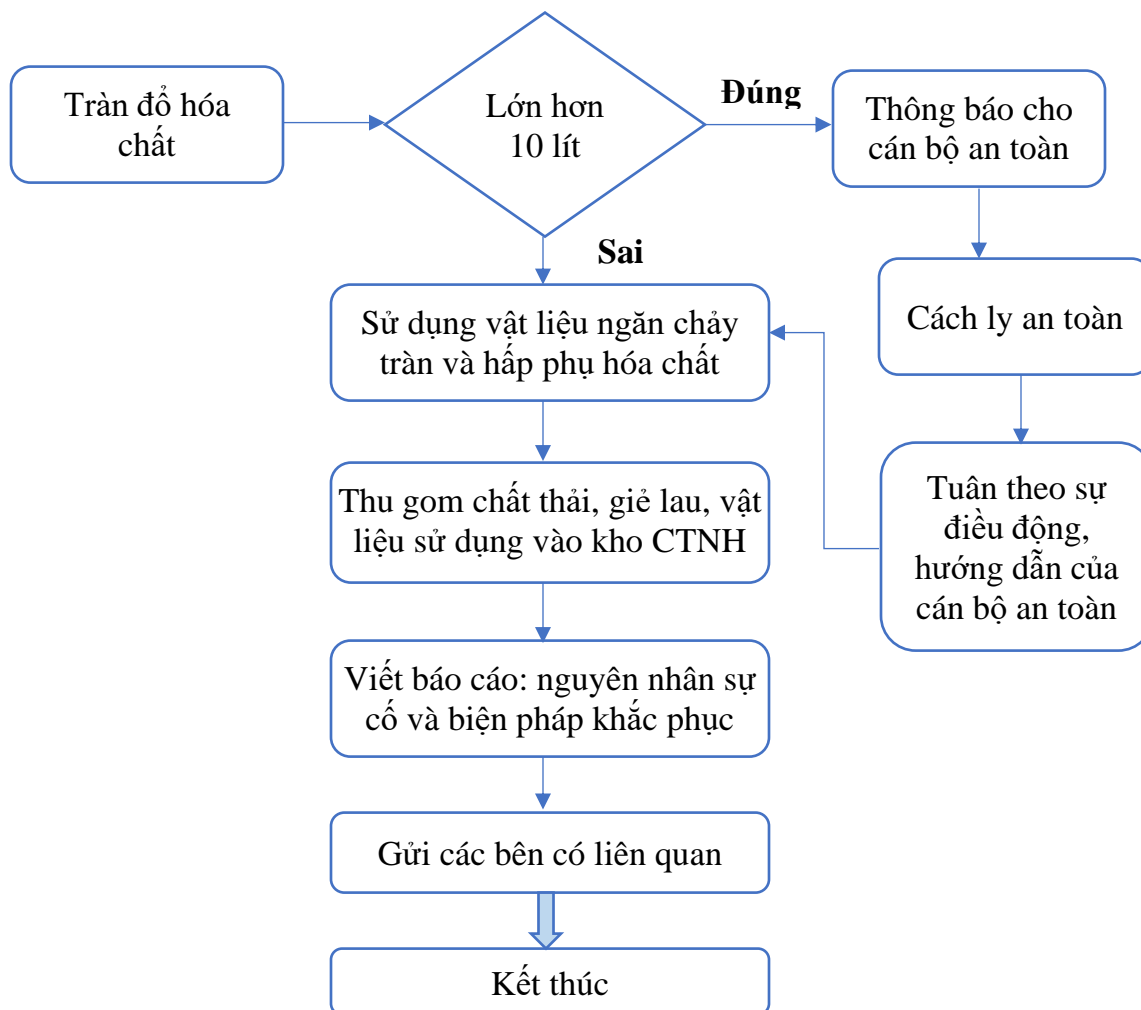 Tràn đổ hóa
chất
Lớn hơn
10 lít
Đúng
Thông báo cho
cán bộ an toàn
Sai
Cách ly an toàn
Sử dụng vật liệu ngăn chảy
tràn và hấp phụ hóa chất
Tuân theo sự
điều động,
hướng dẫn của
cán bộ an toàn
Thu gom chất thải, giẻ lau, vật
liệu sử dụng vào kho CTNH
Viết báo cáo: nguyên nhân sự
cố và biện pháp khắc phục
Gửi các bên có liên quan
Kết thúc